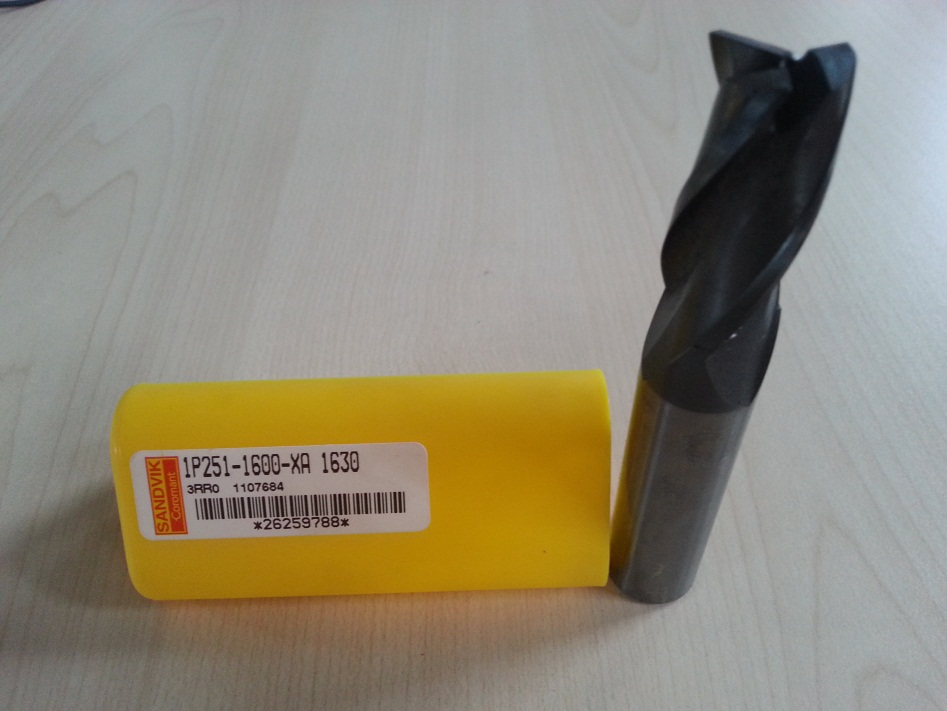 SANDVIK
Coromant
1P251-1600-XA 1630
3RR0 1107684
*26259788*